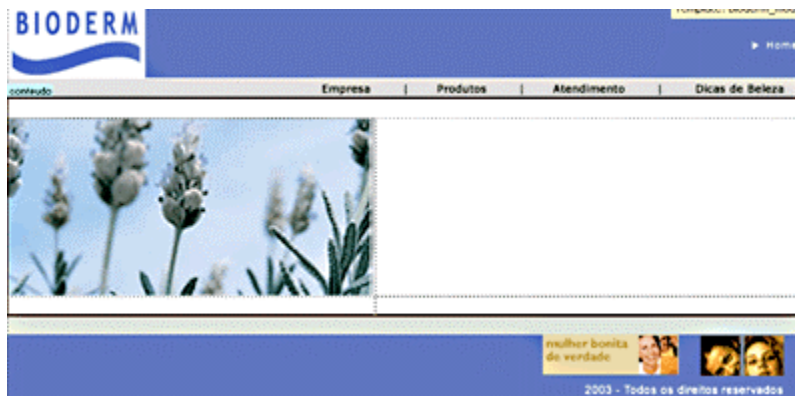 BIODERM
Home
conteudo
Empresa | Produtos | Atendimento | Dicas de Beleza
mulher bonita
de verdade
2003 - Todos os direitos reservados